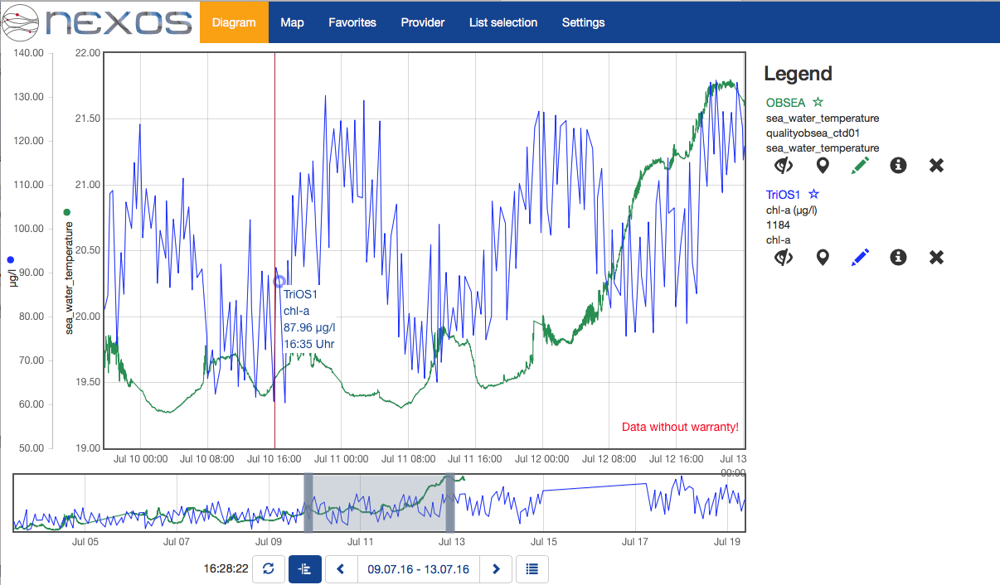 nexos
Diagram
Map
Favorites
Provider
List selection
Settings
140.00
130.00
120.00
110.00
100.00
90.00
80.00
70.00
60.00
50.00
µg/l
22.00
21.50
21.00
20.50
20.00
19.50
19.00
sea_water_temperature
TriOS1
chl-a
87.96 µg/l
16:35 Uhr
Data without warranty!
Jul 10 00:00
Jul 10 08:00
Jul 10 16:00
Jul 11 00:00
Jul 11 08:00
Jul 11 16:00
Jul 12 00:00
Jul 12 08:00
Jul 12 16:00
Jul 13
00:00
Legend
OBSEA
sea_water_temperature
qualityobsea_ctd01
sea_water_temperature
TriOS1
chl-a (µg/l)
1184
chl-a
Jul 05
Jul 07
Jul 09
Jul 11
Jul 13
Jul 15
Jul 17
Jul 19
16:28:22
09.07.16 - 13.07.16